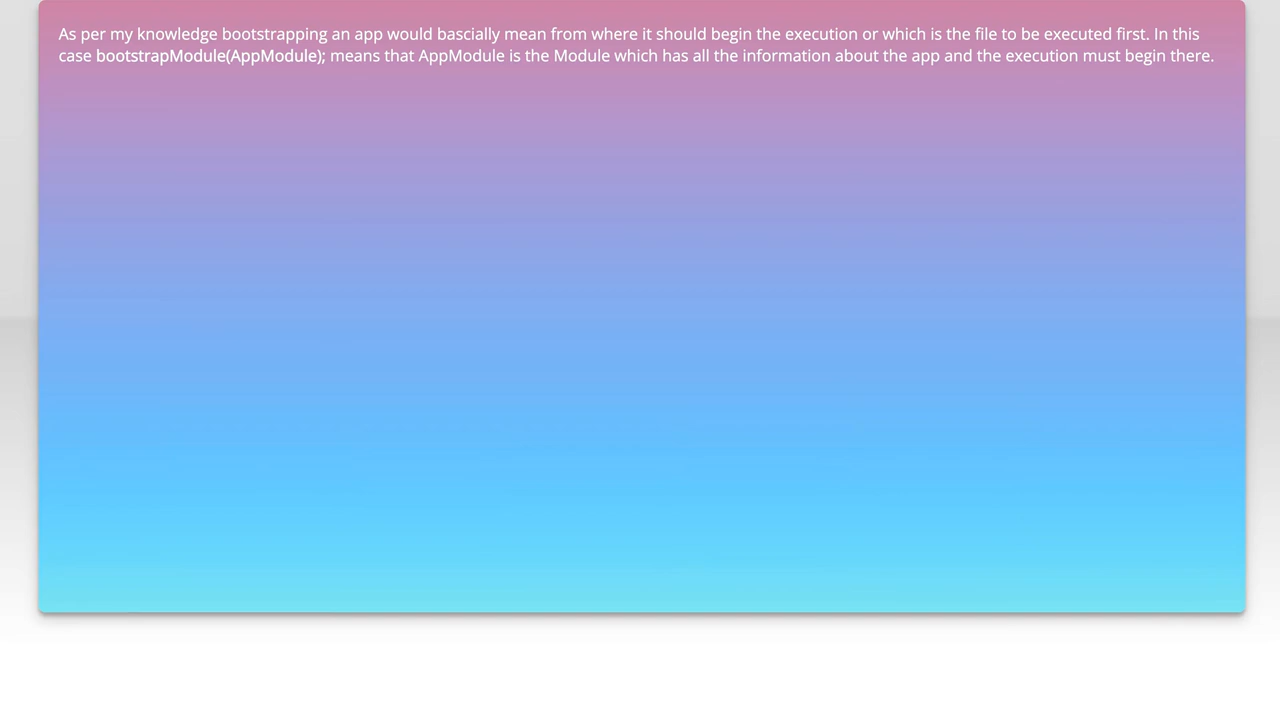 As per my knowledge bootstrapping an app would bascially mean from where it should begin the execution or which is the file to be executed first. In this
case bootstrapModule(AppModule); means that AppModule is the Module which has all the information about the app and the execution must begin there.